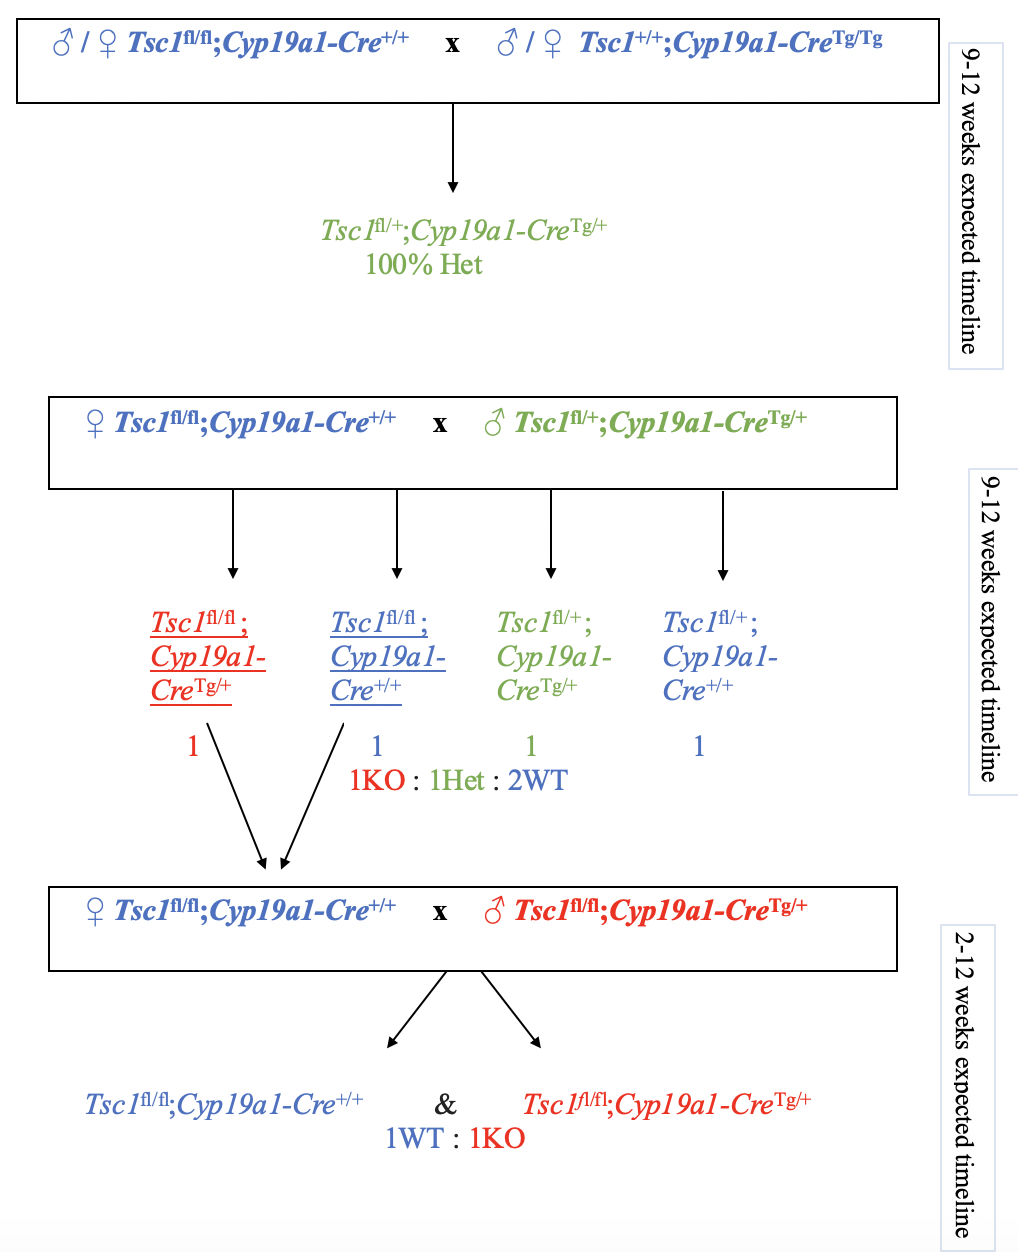 ♂ / ♀ Tsc1fl/fl;Cyp19a1-Cre+/+ x ♂ / ♀ Tsc1+/+;Cyp19a1-CreTg/Tg
9-12 weeks expected timeline
Tsc1fl/+;Cyp19a1-CreTg/+
100% Het
♀ Tsc1fl/fl;Cyp19a1-Cre+/+ x ♂ Tsc1fl/+;Cyp19a1-CreTg/+
9-12 weeks expected timeline
Tsc1fl/fl ;
Cyp19a1-
CreTg/+
1
Tsc1fl/fl ;
Cyp19a1-
Cre+/+
1
Tsc1fl/+ ;
Cyp19a1-
CreTg/+
1
Tsc1fl/+ ;
Cyp19a1-
Cre+/+
1
1KO : 1Het : 2WT
♀ Tsc1fl/fl;Cyp19a1-Cre+/+ x ♂ Tsc1fl/fl;Cyp19a1-CreTg/+
2-12 weeks expected timeline
Tsc1fl/fl;Cyp19a1-Cre+/+ & Tsc1fl/fl;Cyp19a1-CreTg/+
1WT : 1KO